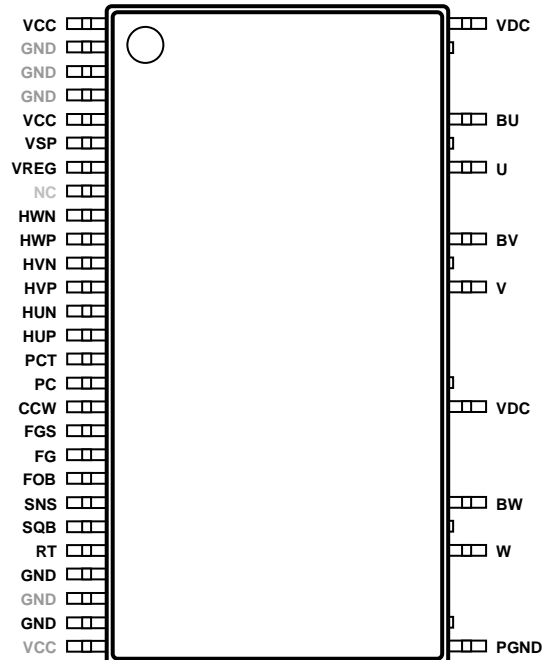 VCC VDC
GND
GND
GND
VCC BU
VSP
VREG U
NC
HWN
HWP BV
HVN
HVP V
HUN
HUP
PCT
PC
CCW VDC
FGS
FG
FOB
SNS BW
SQB
RT W
GND
GND
GND
VCC PGND